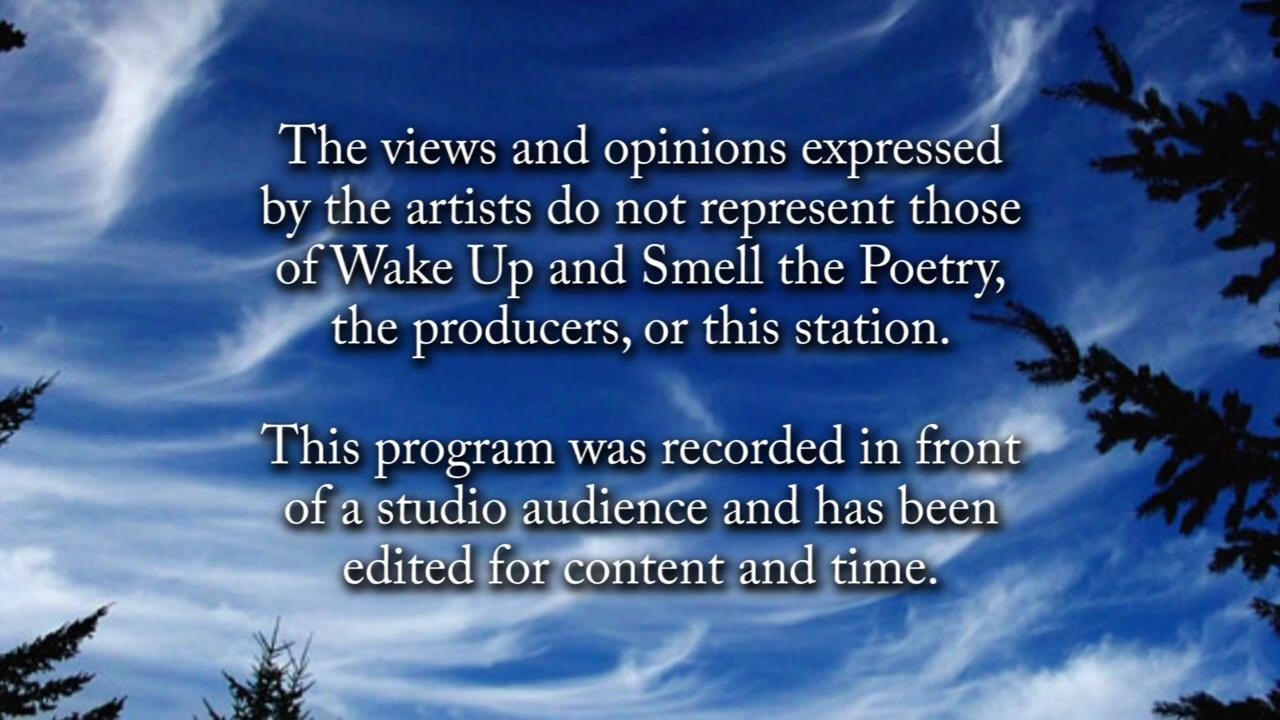 The views and opinions expressed
by the artists do not represent those
of Wake Up and Smell the Poetry,
the producers, or this station.
This program was recorded in front
of a studio audience and has been
edited for content and time.